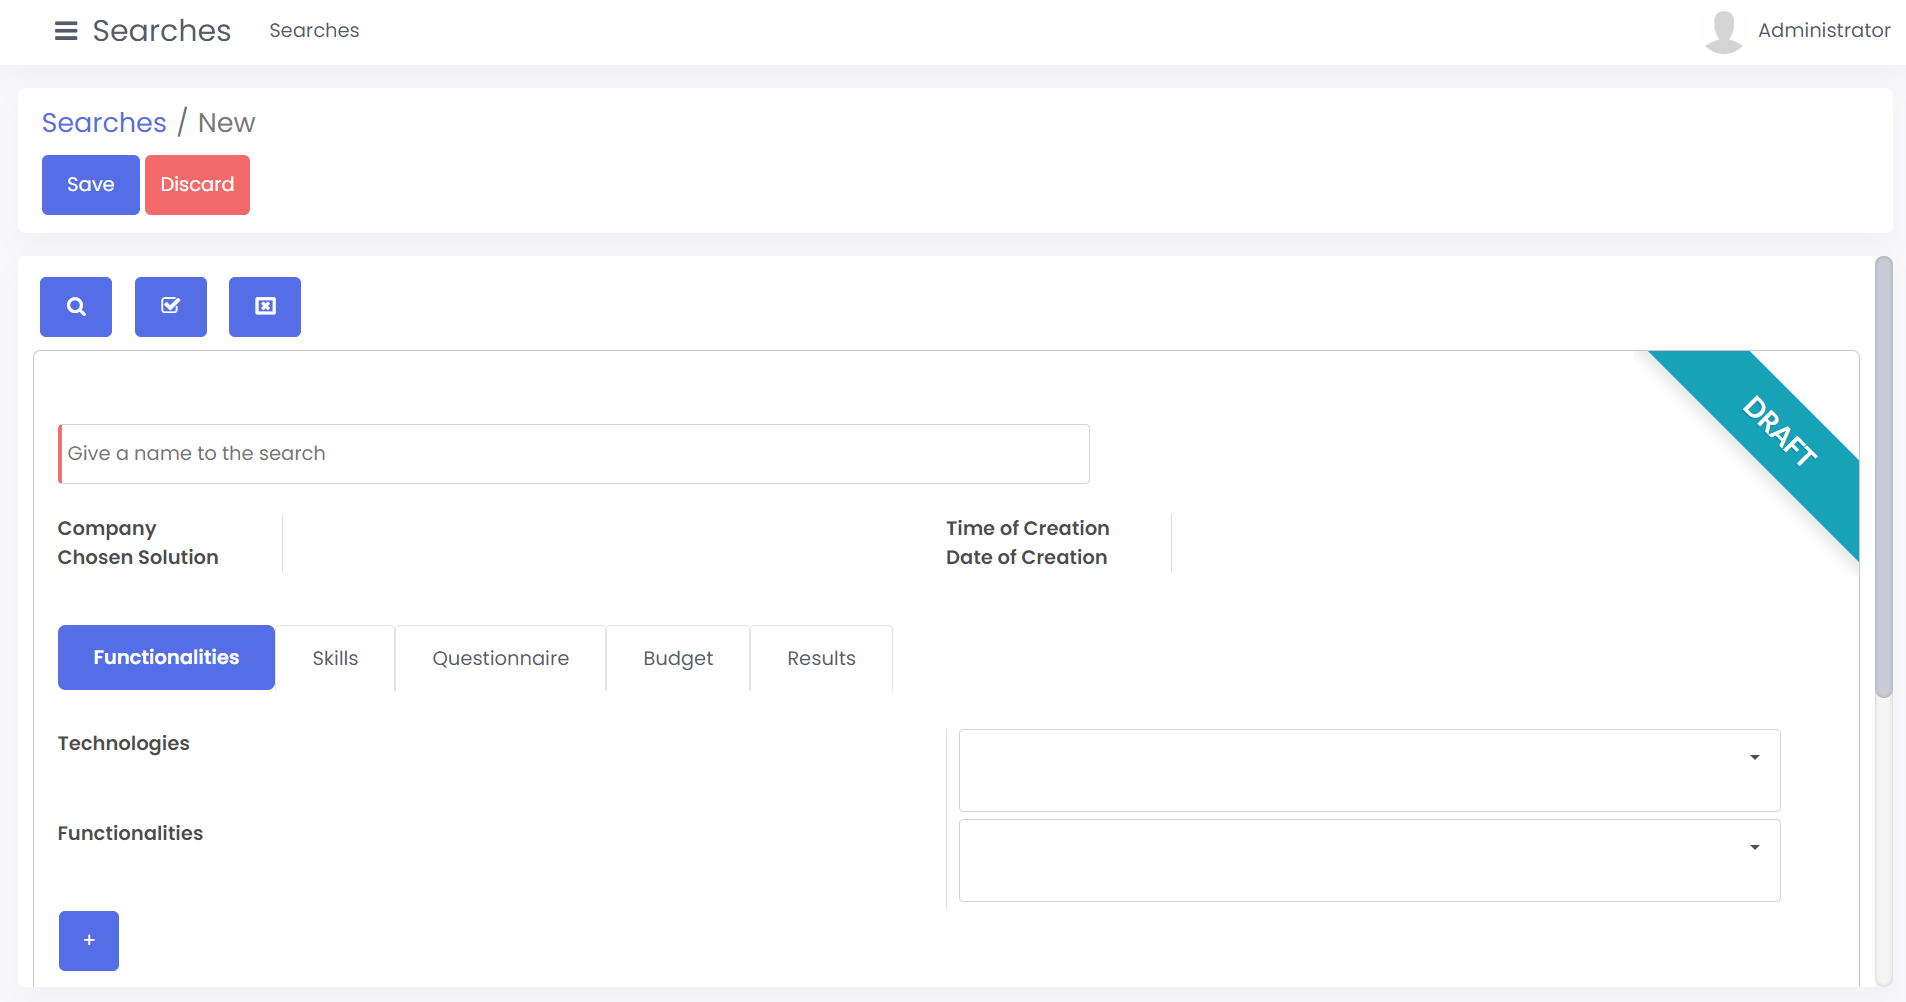 Searches Searches Administrator
Searches / New
Save Discard
DRAFT
Give a name to the search
Company Time of Creation
Chosen Solution Date of Creation
Functionalities Skills Questionnaire Budget Results
Technologies
Functionalities
+